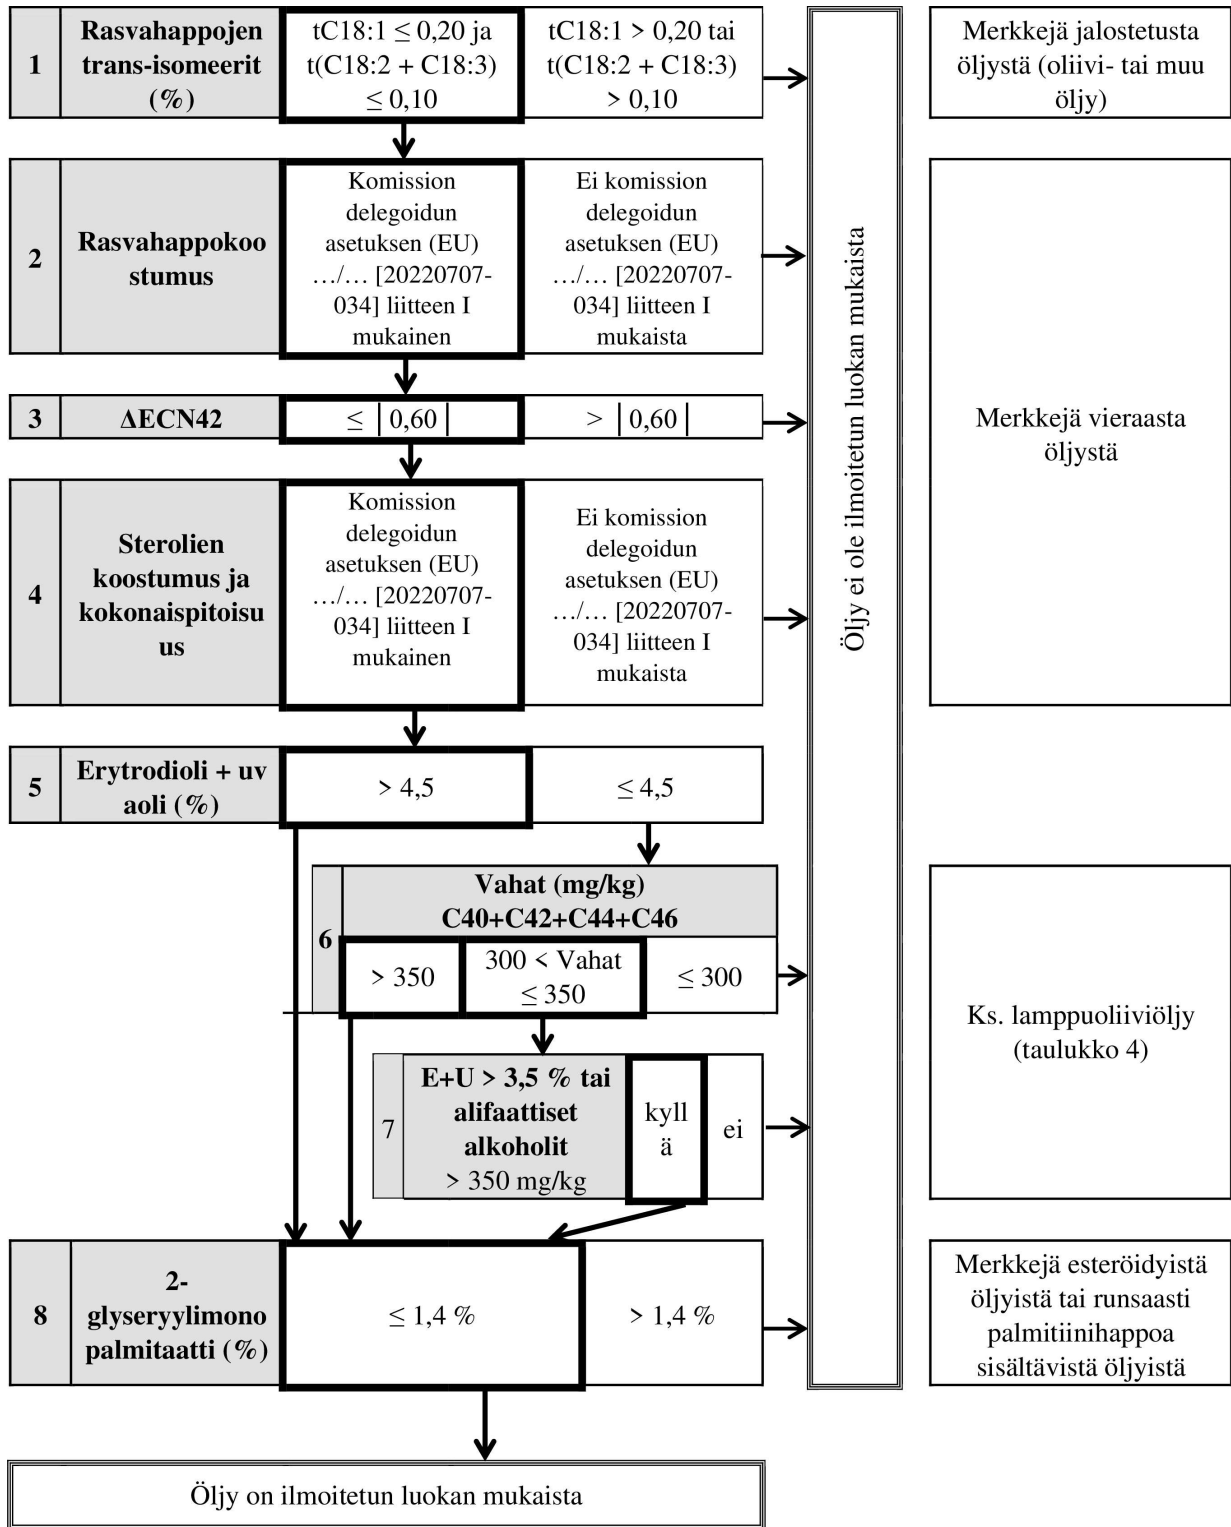 1
Rasvahappojen
trans-isomeerit
(%)
tC18:1 ≤ 0,20 ja
t(C18:2 + C18:3)
≤ 0,10
tC18:1 > 0,20 tai
t(C18:2 + C18:3)
> 0,10
Merkkejä jalostetusta
öljystä (oliivi- tai muu
öljy)
2
Rasvahappokoo
stumus
Komission
delegoidun
asetuksen (EU)
…/… [20220707-
034] liitteen I
mukainen
Ei komission
delegoidun
asetuksen (EU)
…/… [20220707-
034] liitteen I
mukaista
3
ΔECN42
≤ |0,60|
> |0,60|
Merkkejä vieraasta
öljystä
4
Sterolien
koostumus ja
kokonaispitoisu
us
Komission
delegoidun
asetuksen (EU)
…/… [20220707-
034] liitteen I
mukainen
Ei komission
delegoidun
asetuksen (EU)
…/… [20220707-
034] liitteen I
mukaista
Öljy ei ole ilmoitetun luokan mukaista
5
Erytrodioli + uv
aoli (%)
> 4,5
≤ 4,5
6
Vahat (mg/kg)
C40+C42+C44+C46
> 350
300 < Vahat
≤ 350
≤ 300
Ks. lamppuoliiviöljy
(taulukko 4)
7
E+U > 3,5 % tai
alifaattiset
alkoholit
> 350 mg/kg
kyll
ä
ei
8
2-
glyseryylimono
palmitaatti (%)
≤ 1,4 %
> 1,4 %
Merkkejä esteröidyistä
öljyistä tai runsaasti
palmitiinihappoa
sisältävistä öljyistä
Öljy on ilmoitetun luokan mukaista